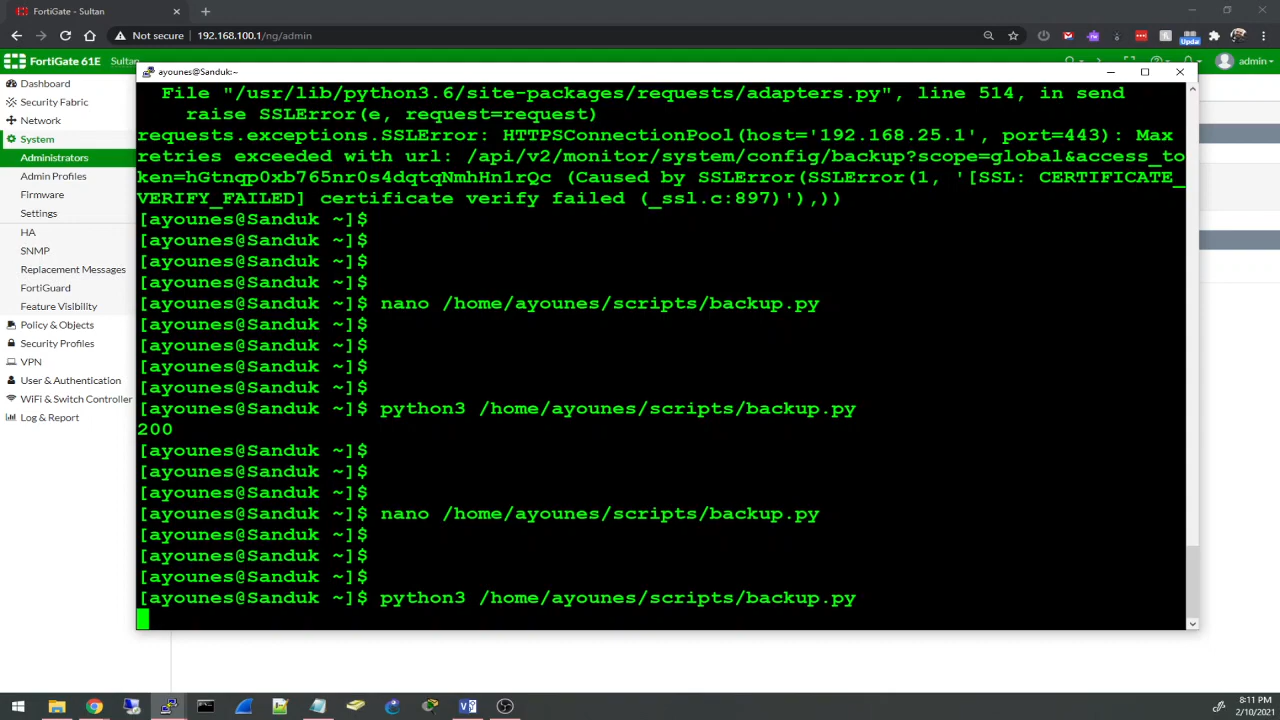 FortiGate - Sultan
Not secure | 192.168.100.1/ng/admin
Updat
FortiGate 61E Sultan
admin
ayounes@Sanduk:~
Dashboard
Security Fabric
Network
System
Administrators
Admin Profiles
Firmware
Settings
HA
SNMP
Replacement Messages
FortiGuard
Feature Visibility
Policy & Objects
Security Profiles
VPN
User & Authentication
WiFi & Switch Controller
Log & Report
File "/usr/lib/python3.6/site-packages/requests/adapters.py", line 514, in send
raise SSLError(e, request=request)
requests.exceptions.SSLError: HTTPSConnectionPool(host='192.168.25.1', port=443): Max
retries exceeded with url: /api/v2/monitor/system/config/backup?scope=global&access_to
ken=hGtnqp0xb765nr0s4dqtqNmhHn1rQc (Caused by SSLError(SSLError(1, '[SSL: CERTIFICATE_
VERIFY_FAILED] certificate verify failed (_ssl.c:897)'),))
[ayounes@Sanduk ~]$
[ayounes@Sanduk ~]$
[ayounes@Sanduk ~]$
[ayounes@Sanduk ~]$
[ayounes@Sanduk ~]$ nano /home/ayounes/scripts/backup.py
[ayounes@Sanduk ~]$
[ayounes@Sanduk ~]$
[ayounes@Sanduk ~]$
[ayounes@Sanduk ~]$
[ayounes@Sanduk ~]$ python3 /home/ayounes/scripts/backup.py
200
[ayounes@Sanduk ~]$
[ayounes@Sanduk ~]$
[ayounes@Sanduk ~]$
[ayounes@Sanduk ~]$ nano /home/ayounes/scripts/backup.py
[ayounes@Sanduk ~]$
[ayounes@Sanduk ~]$
[ayounes@Sanduk ~]$
[ayounes@Sanduk ~]$ python3 /home/ayounes/scripts/backup.py
8:11 PM
2/10/2021